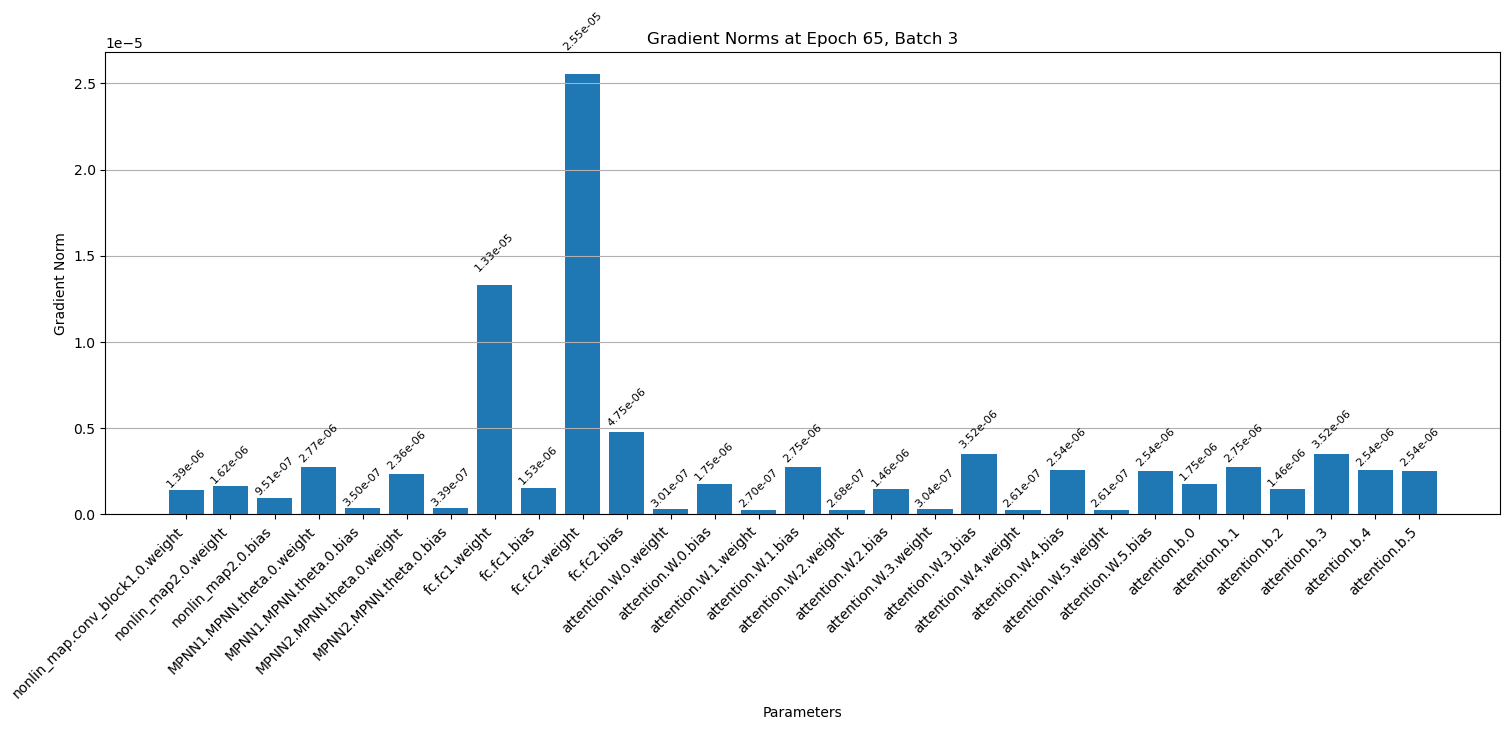 Gradient Norms at Epoch 65, Batch 3
1e−5
2.5
2.0
1.5
1.0
0.5
0.0
Gradient Norm
1.39e-06
1.62e-06
9.51e-07
2.77e-06
3.50e-07
2.36e-06
3.39e-07
1.33e-05
1.53e-06
2.55e-05
4.75e-06
3.01e-07
1.75e-06
2.70e-07
2.75e-06
2.68e-07
1.46e-06
3.04e-07
3.52e-06
2.61e-07
2.54e-06
2.61e-07
2.54e-06
1.75e-06
2.75e-06
1.46e-06
3.52e-06
2.54e-06
2.54e-06
nonlin_map.conv_block1.0.weight
nonlin_map2.0.weight
nonlin_map2.0.bias
MPNN1.MPNN.theta.0.weight
MPNN1.MPNN.theta.0.bias
MPNN2.MPNN.theta.0.weight
MPNN2.MPNN.theta.0.bias
fc.fc1.weight
fc.fc1.bias
fc.fc2.weight
fc.fc2.bias
attention.W.0.weight
attention.W.0.bias
attention.W.1.weight
attention.W.1.bias
attention.W.2.weight
attention.W.2.bias
attention.W.3.weight
attention.W.3.bias
attention.W.4.weight
attention.W.4.bias
attention.W.5.weight
attention.W.5.bias
attention.b.0
attention.b.1
attention.b.2
attention.b.3
attention.b.4
attention.b.5
Parameters